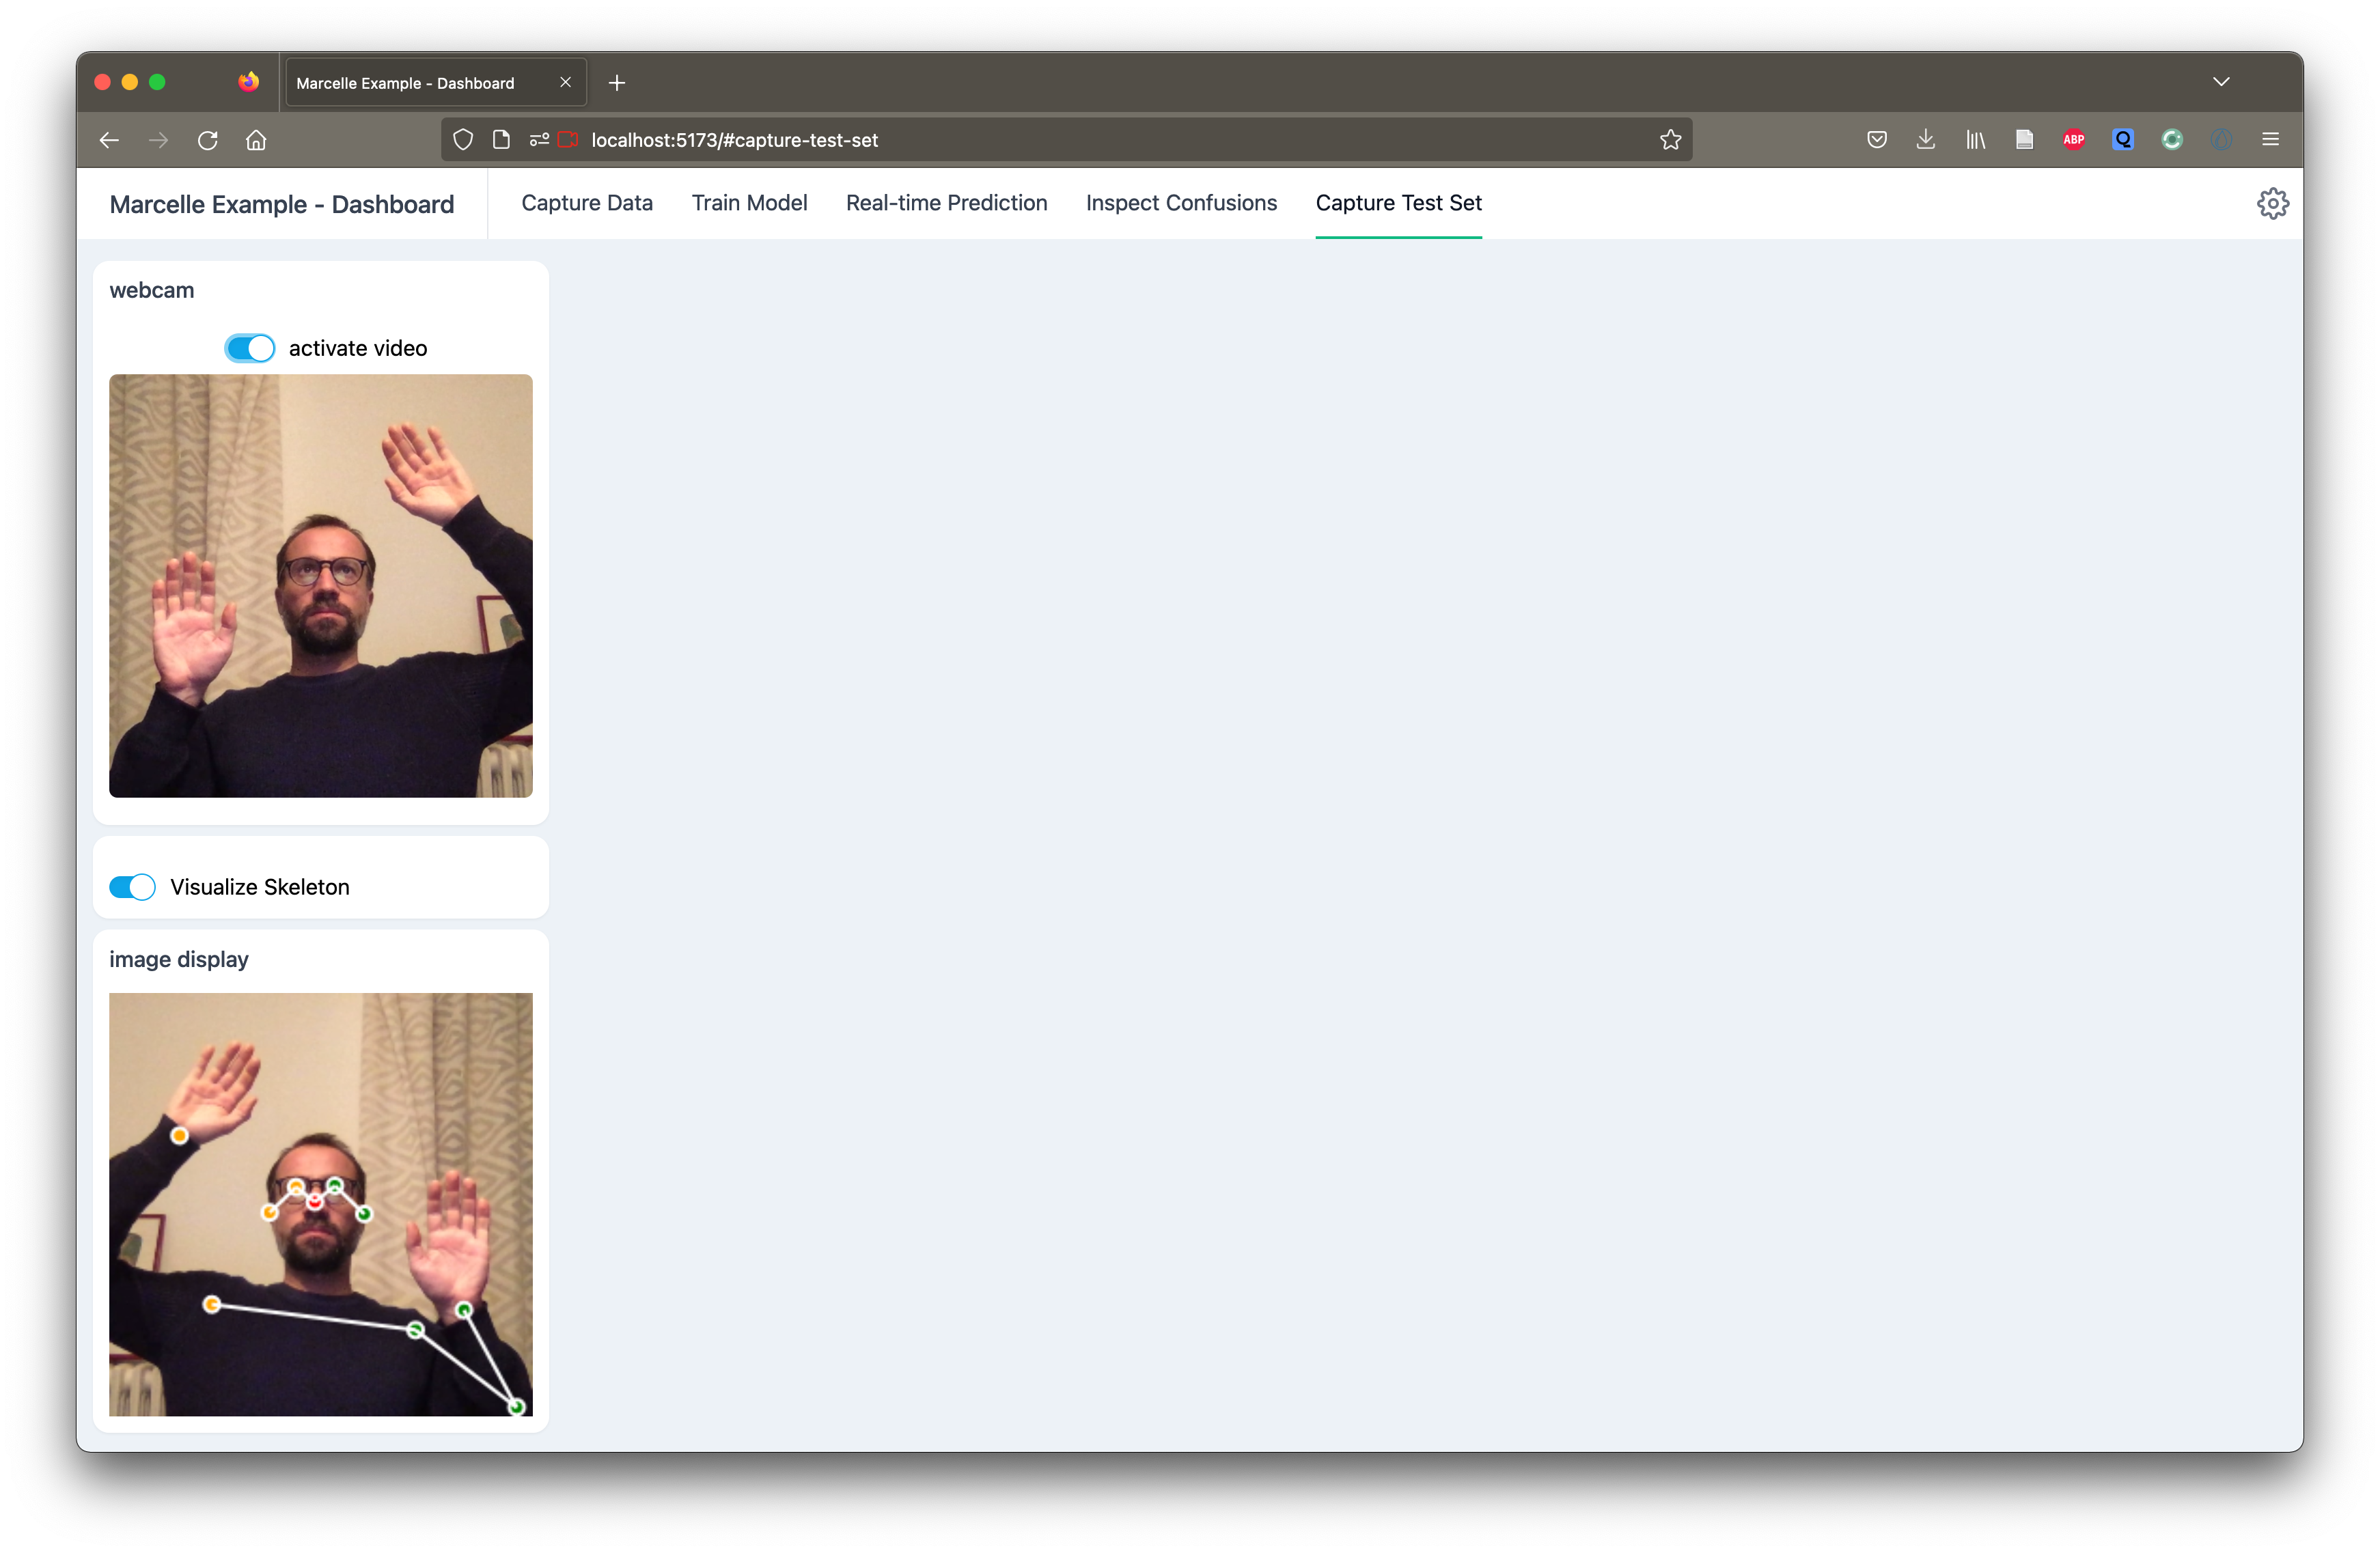 Marcelle Example - Dashboard
localhost:5173/#capture-test-set
ABP
Q
Marcelle Example - Dashboard
Capture Data
Train Model
Real-time Prediction
Inspect Confusions
Capture Test Set
webcam
activate video
Visualize Skeleton
image display